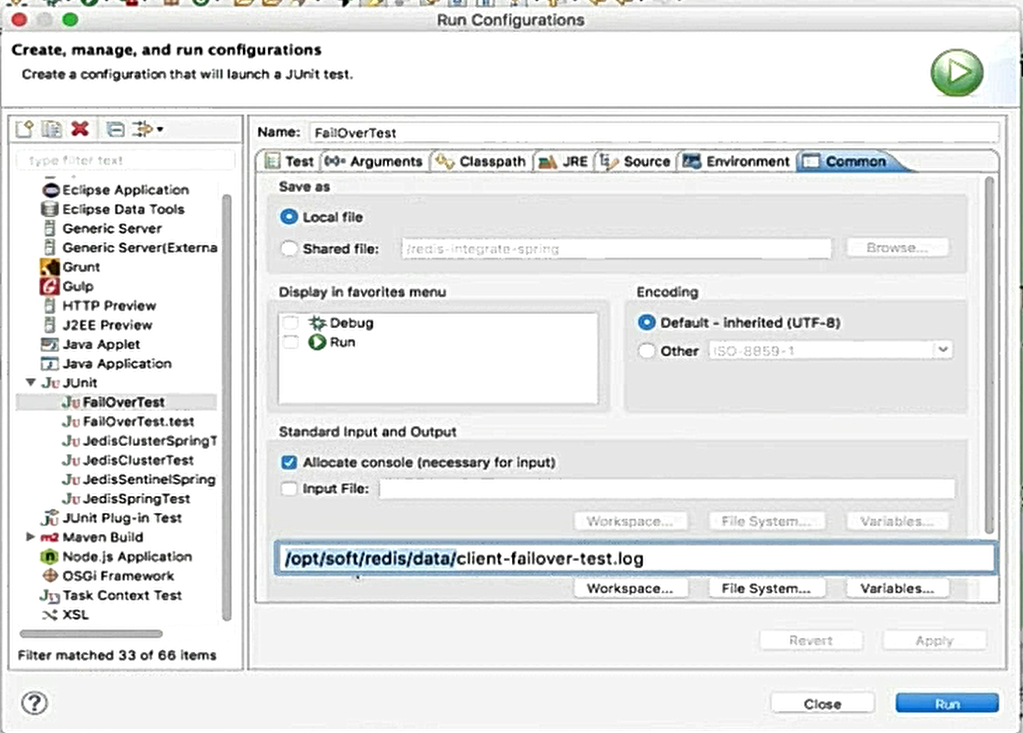 Run Configurations
Create, manage, and run configurations
Create a configuration that will launch a JUnit test.
Name: FailOverTest
type filter text
Test Arguments Classpath JRE Source Environment Common
Eclipse Application
Eclipse Data Tools
Generic Server
Generic Server(Externa
Grunt
Gulp
HTTP Preview
J2EE Preview
Java Applet
Java Application
JUnit
FailOverTest
FailOverTest.test
JedisClusterSpringT
JedisClusterTest
JedisSentinelSpring
JedisSpringTest
JUnit Plug-in Test
Maven Build
Node.js Application
OSGi Framework
Task Context Test
XSL
Filter matched 33 of 66 items
Save as
Local file
Shared file: /redis-integrate-spring Browse...
Display in favorites menu
Debug
Run
Encoding
Default - inherited (UTF-8)
Other ISO-8859-1
Standard Input and Output
Allocate console (necessary for input)
Input File:
Workspace... File System... Variables...
/opt/soft/redis/data/client-failover-test.log
Workspace... File System... Variables...
Revert Apply
Close Run